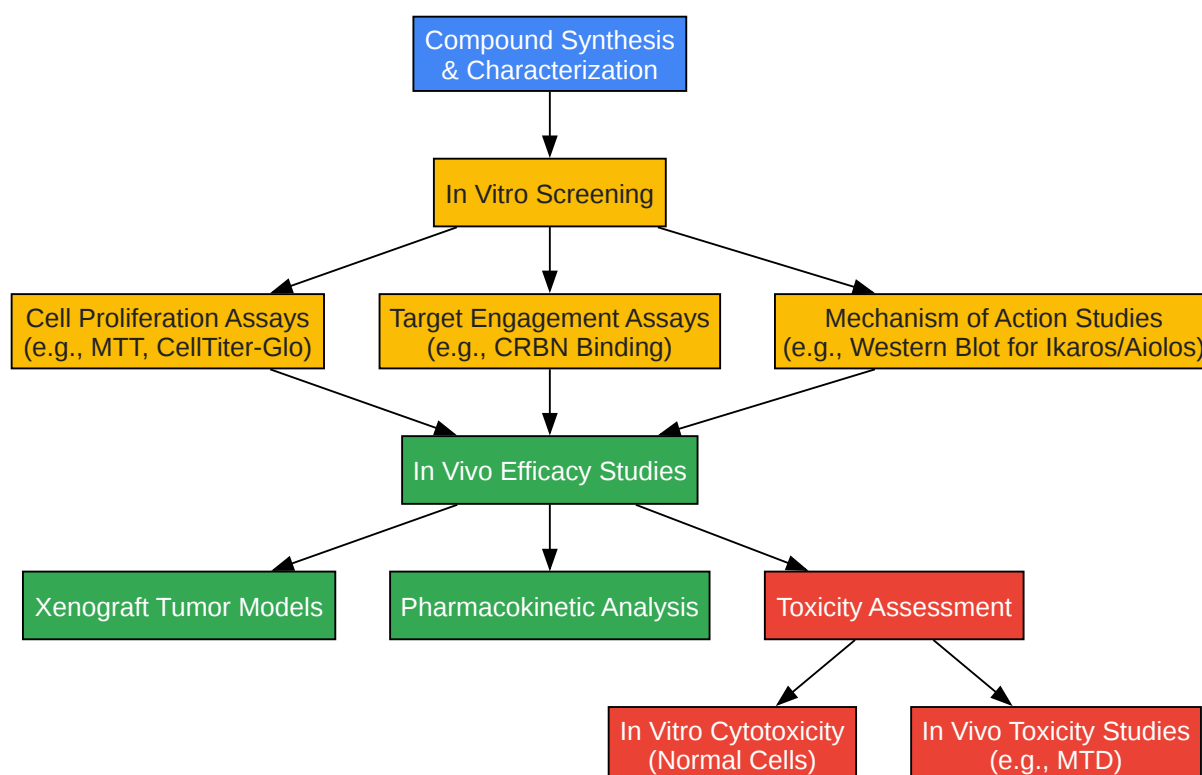 Compound Synthesis
& Characterization
In Vitro Screening
Cell Proliferation Assays
(e.g., MTT, CellTiter-Glo)
Target Engagement Assays
(e.g., CRBN Binding)
Mechanism of Action Studies
(e.g., Western Blot for Ikaros/Aiolos)
In Vivo Efficacy Studies
Xenograft Tumor Models
Pharmacokinetic Analysis
Toxicity Assessment
In Vitro Cytotoxicity
(Normal Cells)
In Vivo Toxicity Studies
(e.g., MTD)